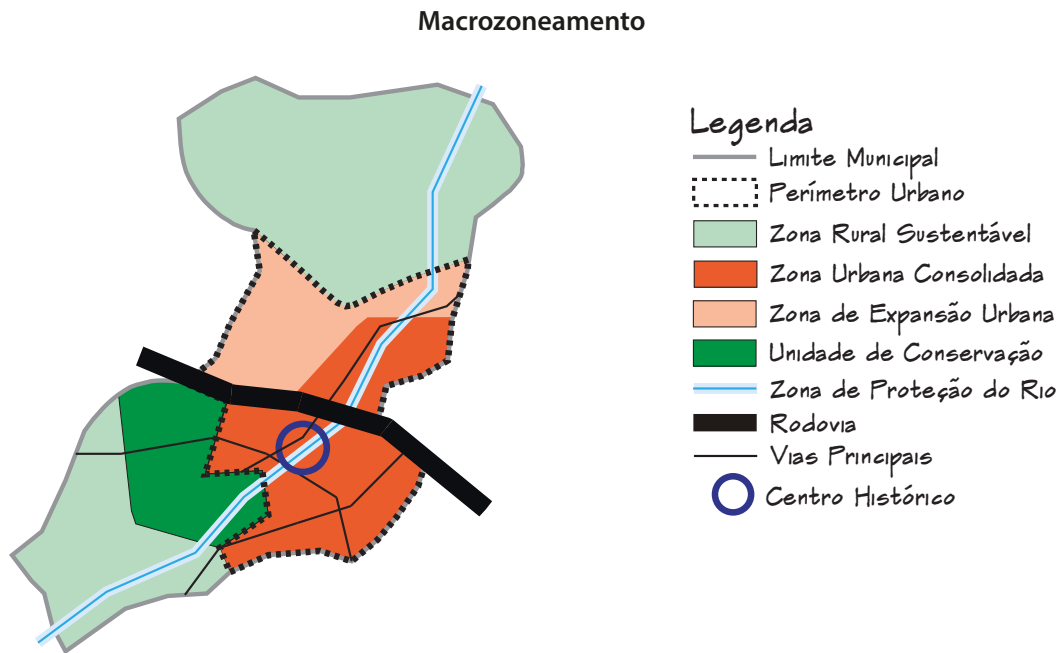 Macrozoneamento
Legenda
Limite Municipal
Perímetro Urbano
Zona Rural Sustentável
Zona Urbana Consolidada
Zona de Expansão Urbana
Unidade de Conservação
Zona de Proteção do Rio
Rodovia
Vias Principais
Centro Histórico